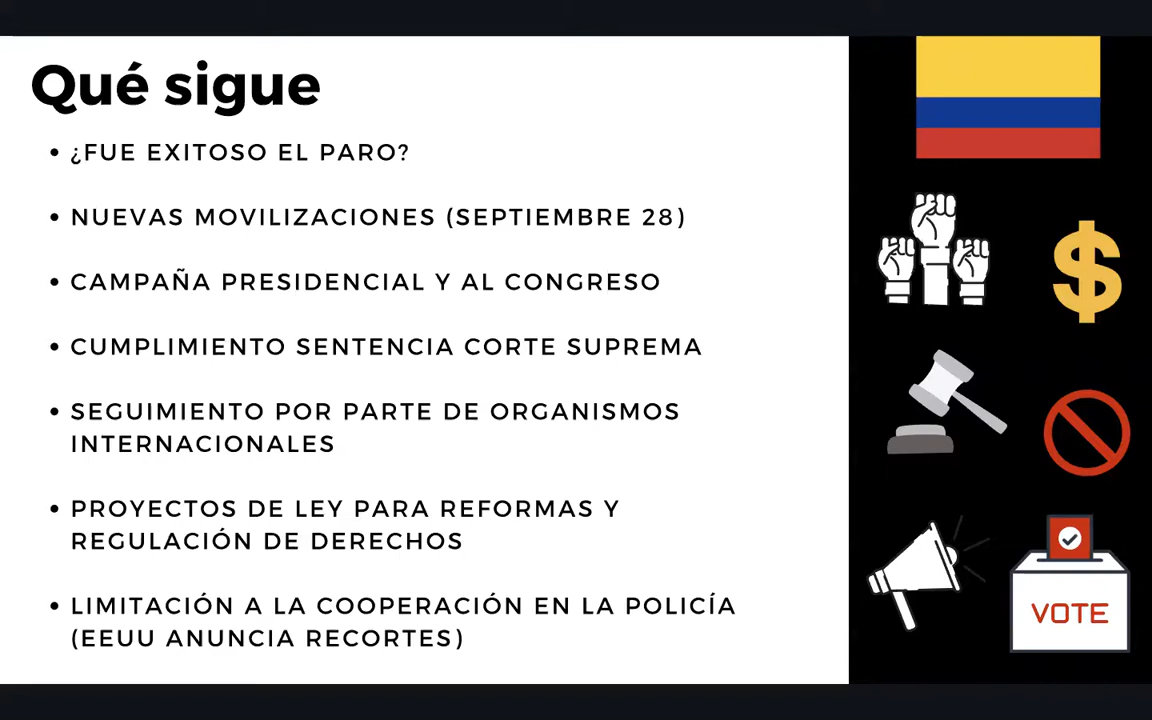 Qué sigue
¿FUE EXITOSO EL PARO?
NUEVAS MOVILIZACIONES (SEPTIEMBRE 28)
CAMPAÑA PRESIDENCIAL Y AL CONGRESO
CUMPLIMIENTO SENTENCIA CORTE SUPREMA
SEGUIMIENTO POR PARTE DE ORGANISMOS
INTERNACIONALES
PROYECTOS DE LEY PARA REFORMAS Y
REGULACIÓN DE DERECHOS
LIMITACIÓN A LA COOPERACIÓN EN LA POLICÍA
(EEUU ANUNCIA RECORTES)
$
VOTE